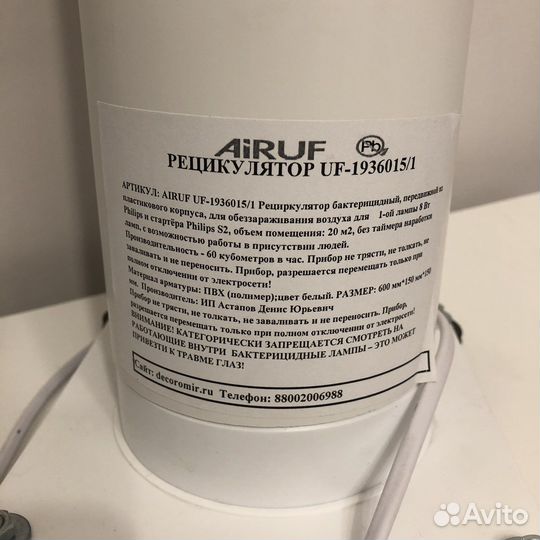 AiRUF Pb
РЕЦИКУЛЯТОР UF-1936015/1
АРТИКУЛ: AIRUF UF-1936015/1 Рециркулятор бактерицидный, передвижной из
пластикового корпуса, для обеззараживания воздуха для 1-ой лампы 8 Вт
Philips и стартёра Philips S2, объем помещения: 20 м2, без таймера наработки
ламп, с возможностью работы в присутствии людей.
Производительность - 60 кубометров в час. Прибор не трясти, не толкать, не
заваливать и не переносить. Прибор, разрешается перемещать только при
полном отключении от электросети!
Материал арматуры: ПВХ (полимер);цвет белый. РАЗМЕР: 600 мм*150 мм*150
мм. Производитель: ИП Астапов Денис Юрьевич
Прибор не трясти, не толкать, не заваливать и не переносить. Прибор,
разрешается перемещать только при полном отключении от электросети!
ВНИМАНИЕ! КАТЕГОРИЧЕСКИ ЗАПРЕЩАЕТСЯ СМОТРЕТЬ НА
РАБОТАЮЩИЕ ВНУТРИ БАКТЕРИЦИДНЫЕ ЛАМПЫ – ЭТО МОЖЕТ
ПРИВЕЗТИ К ТРАВМЕ ГЛАЗ!
Сайт: decoromir.ru Телефон: 88002006988
Avito